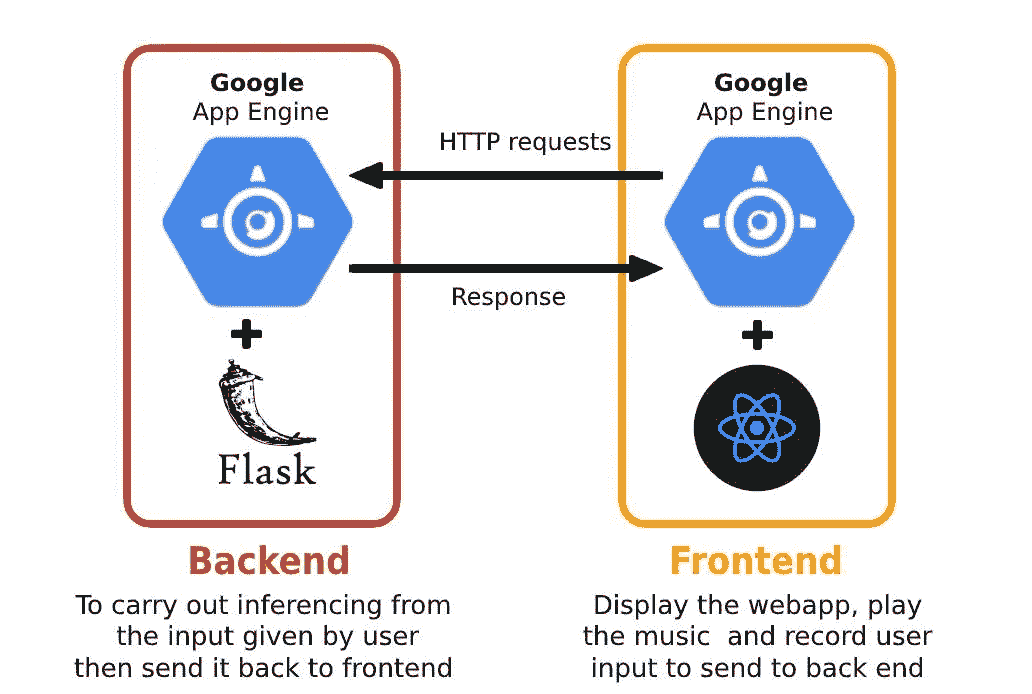 Google
App Engine
Google
App Engine
HTTP requests
Response
Flask
Backend
To carry out inferencing from
the input given by user
then send it back to frontend
Frontend
Display the webapp, play
the music  and record user
input to send to back end